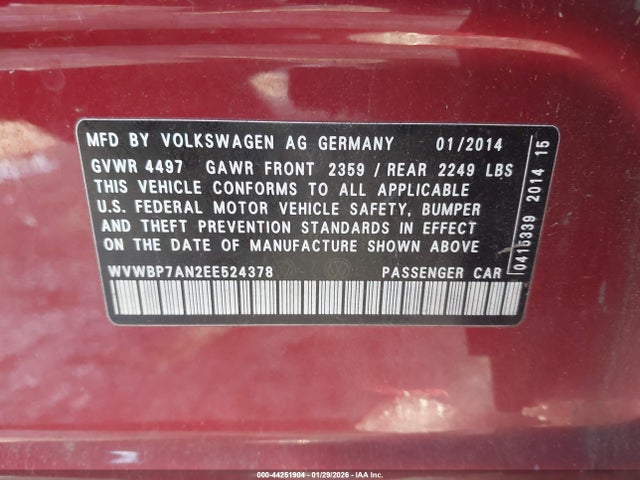 MFD BY VOLKSWAGEN AG GERMANY 01/2014
GVWR 4497 GAWR FRONT 2359 / REAR 2249 LBS
THIS VEHICLE CONFORMS TO ALL APPLICABLE
U.S. FEDERAL MOTOR VEHICLE SAFETY, BUMPER
AND THEFT PREVENTION STANDARDS IN EFFECT
ON THE DATE OF MANUFACTURE SHOWN ABOVE
WVWBP7AN2EE524378 PASSENGER CAR
0415339 2014 15
000-44251904 - 01/29/2026 - IAA Inc.